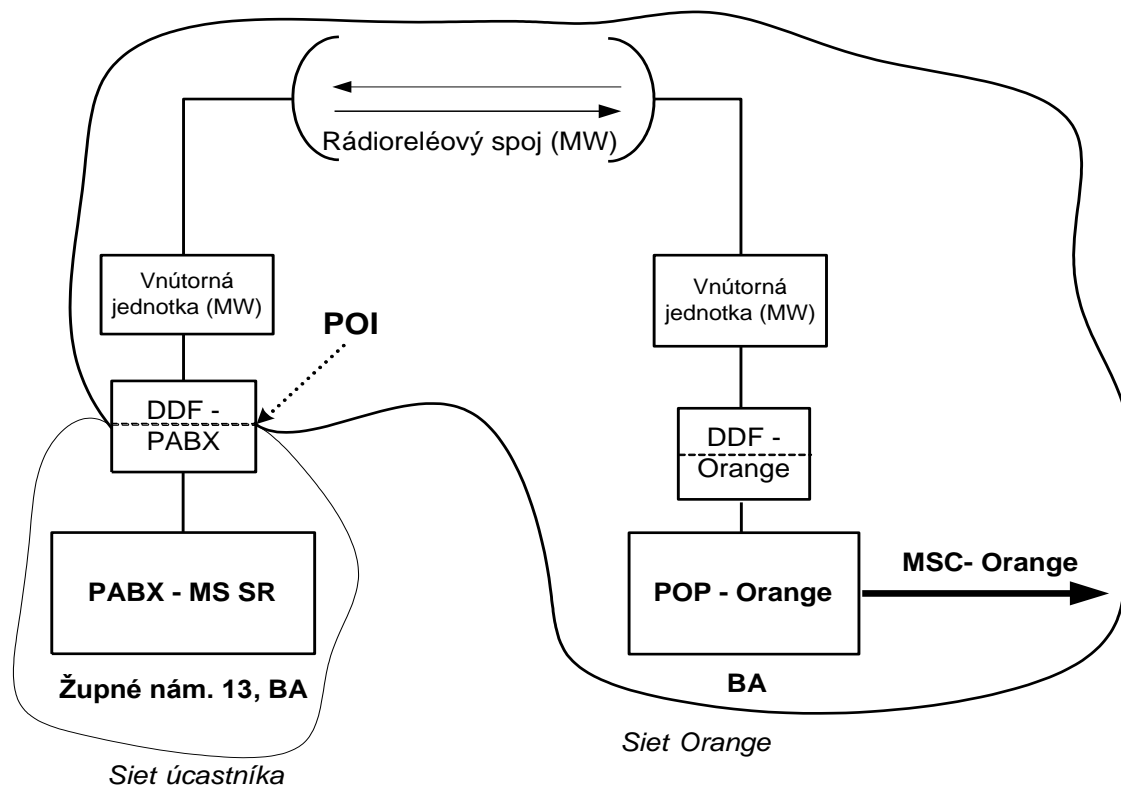 Rádioreléový spoj (MW)
Vnútorná
jednotka (MW)
Vnútorná
jednotka (MW)
POI
DDF -
PABX
DDF -
Orange
PABX - MS SR
POP - Orange
MSC- Orange
Župné nám. 13, BA
BA
Siet Orange
Siet úcastníka